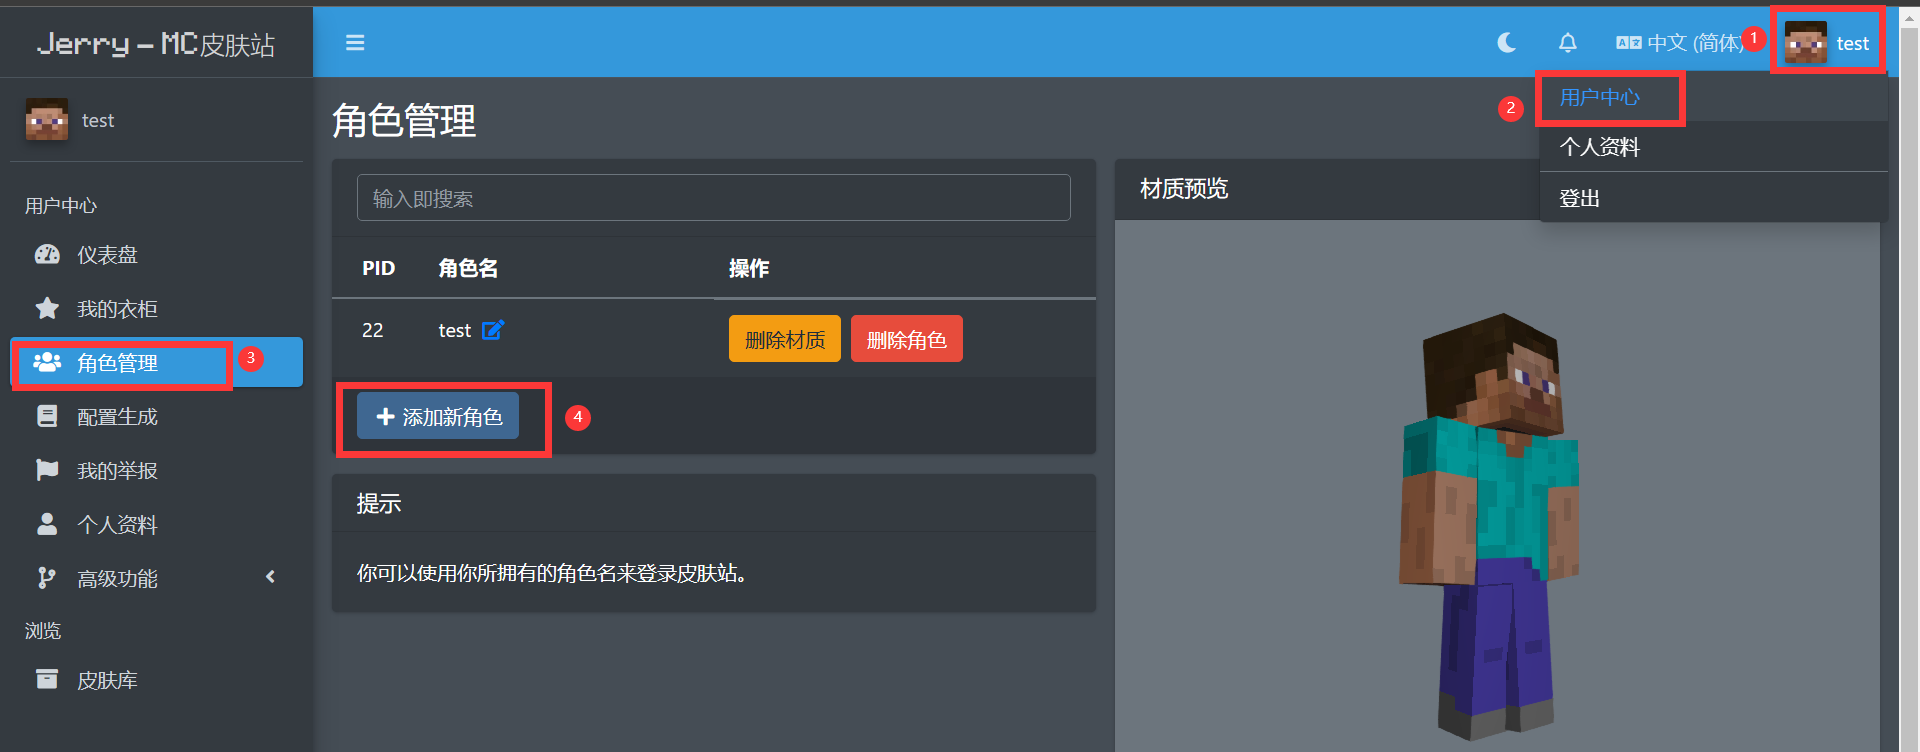 Jerry-MC皮肤站
中文 (简体)
1
test
test
用户中心
仪表盘
我的衣柜
角色管理
3
配置生成
我的举报
个人资料
高级功能
浏览
皮肤库
2
用户中心
个人资料
登出
角色管理
输入即搜索
PID 角色名 操作
22 test 删除材质 删除角色
添加新角色
4
提示
你可以使用你所拥有的角色名来登录皮肤站。
材质预览